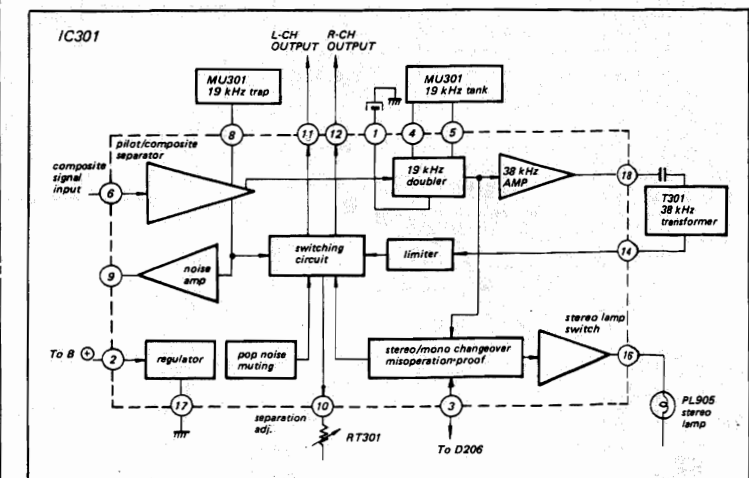 IC301
L-CH
OUTPUT
R-CH
OUTPUT
MU301
19 kHz trap
MU301
19 kHz tank
8
11
12
1
4
5
pilot/composite
separator
composite
signal
input
6
19 kHz
doubler
38 kHz
AMP
18
T301
38 kHz
transformer
switching
circuit
limiter
14
9
noise
amp
stereo lamp
switch
To B ⊕
2
regulator
pop noise
muting
stereo/mono changeover
misoperation-proof
16
17
10
3
separation
adj.
RT301
To D206
PL905
stereo
lamp